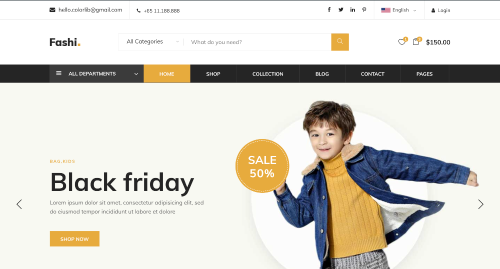 hello.colorlib@gmail.com
+65.11.188.888
English
Login
Fashi.
All Categories
What do you need?
$150.00
ALL DEPARTMENTS
HOME
SHOP
COLLECTION
BLOG
CONTACT
PAGES
BAG,KIDS
Black friday
Lorem ipsum dolor sit amet, consectetur adipisicing elit, sed
do eiusmod tempor incididunt ut labore et dolore
SHOP NOW
SALE
50%